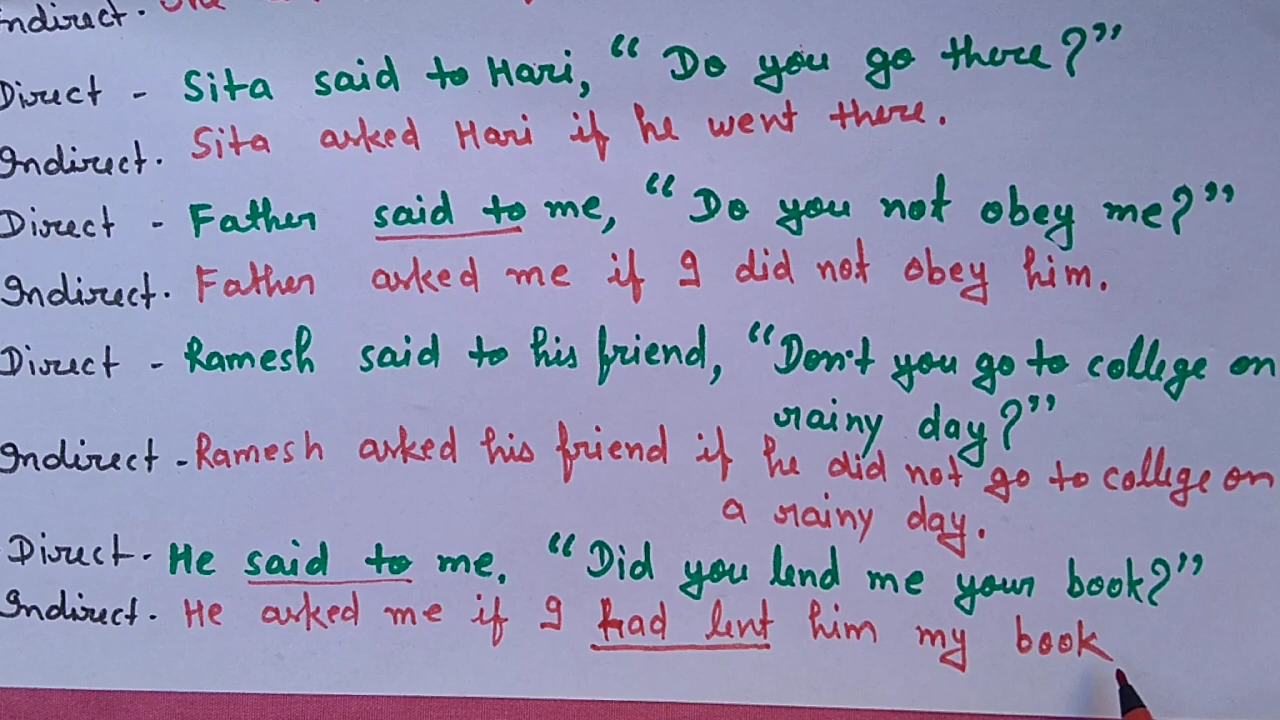 Indirect.
Direct - Sita said to Hari, "Do you go there?"
Indirect. Sita asked Hari if he went there.
Direct - Father said to me, "Do you not obey me?"
Indirect. Father asked me if I did not obey him.
Direct - Ramesh said to his friend, "Don't you go to college on
rainy day?"
Indirect - Ramesh asked his friend if he did not go to college on
a rainy day.
Direct. He said to me, "Did you lend me your book?"
Indirect. He asked me if I had lent him my book